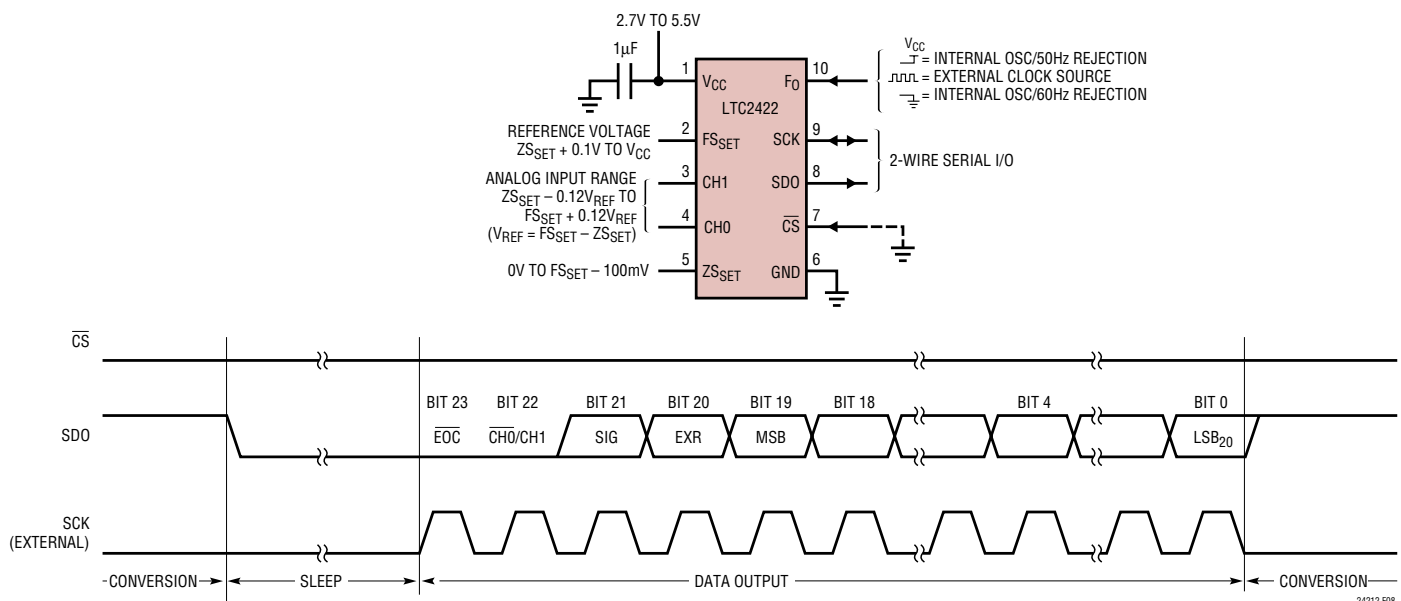 2.7V TO 5.5V
1µF
1
VCC
LTC2422
FO
10
VCC
= INTERNAL OSC/50Hz REJECTION
= EXTERNAL CLOCK SOURCE
= INTERNAL OSC/60Hz REJECTION
REFERENCE VOLTAGE
ZSSET + 0.1V TO VCC
2
FSSET
SCK
9
2-WIRE SERIAL I/O
ANALOG INPUT RANGE
ZSSET – 0.12VREF TO
FSSET + 0.12VREF
(VREF = FSSET – ZSSET)
3
CH1
SDO
8
4
CH0
CS
7
0V TO FSSET – 100mV
5
ZSSET
GND
6
CS
BIT 23 BIT 22 BIT 21 BIT 20 BIT 19 BIT 18 BIT 4 BIT 0
SDO
EOC CH0/CH1 SIG EXR MSB LSB20
SCK
(EXTERNAL)
CONVERSION SLEEP DATA OUTPUT CONVERSION
24212 F08